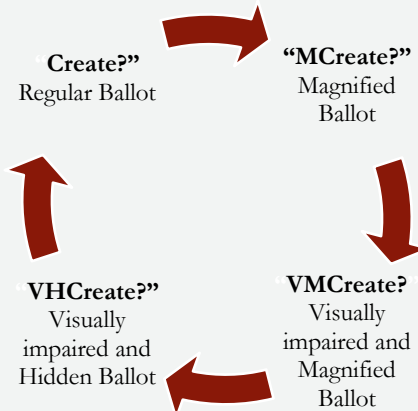 “Create?”
Regular Ballot
“MCreate?”
Magnified
Ballot
“VMCreate?”
Visually
impaired and
Magnified
Ballot
“VHCreate?”
Visually
impaired and
Hidden Ballot